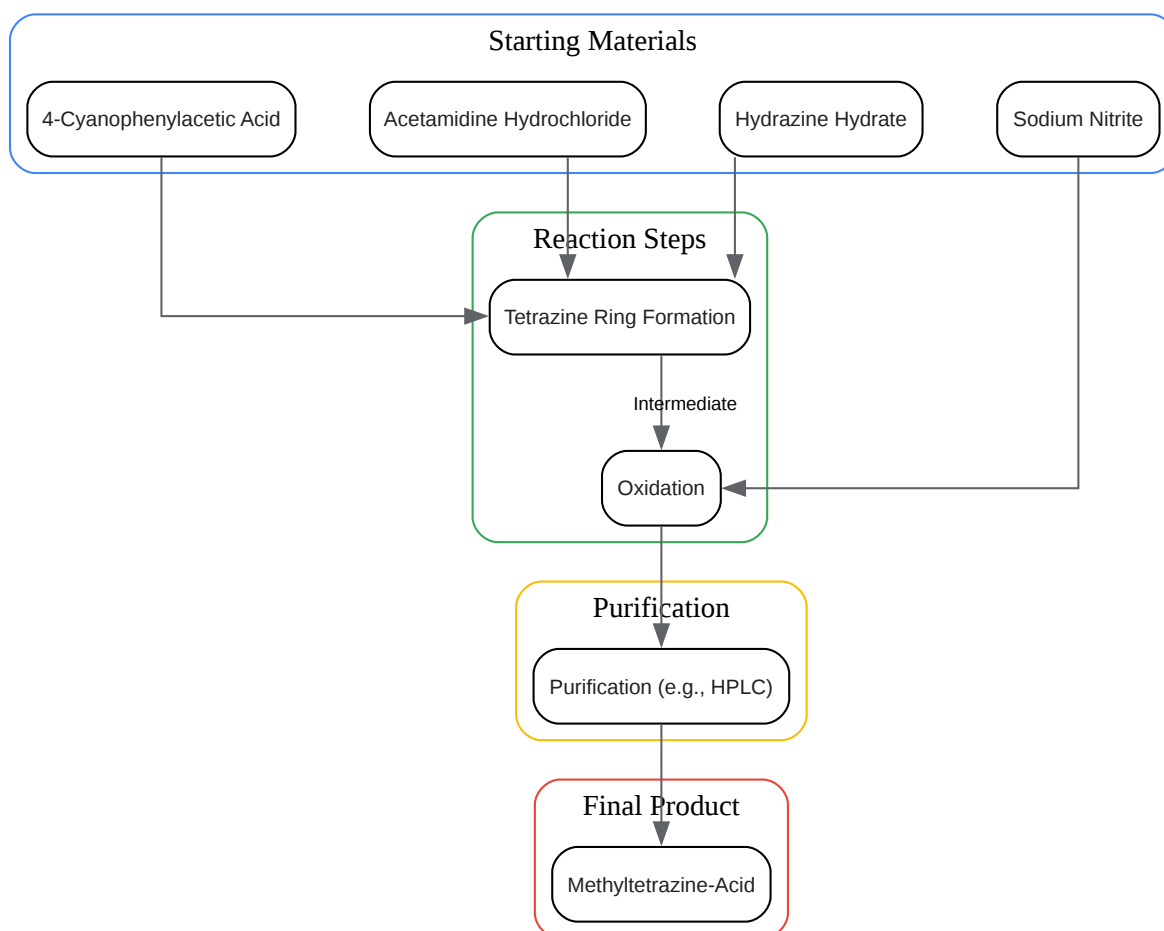 Starting Materials
4-Cyanophenylacetic Acid
Acetamidine Hydrochloride
Hydrazine Hydrate
Sodium Nitrite
Reaction Steps
Tetrazine Ring Formation
Intermediate
Oxidation
Purification
Purification (e.g., HPLC)
Final Product
Methyltetrazine-Acid